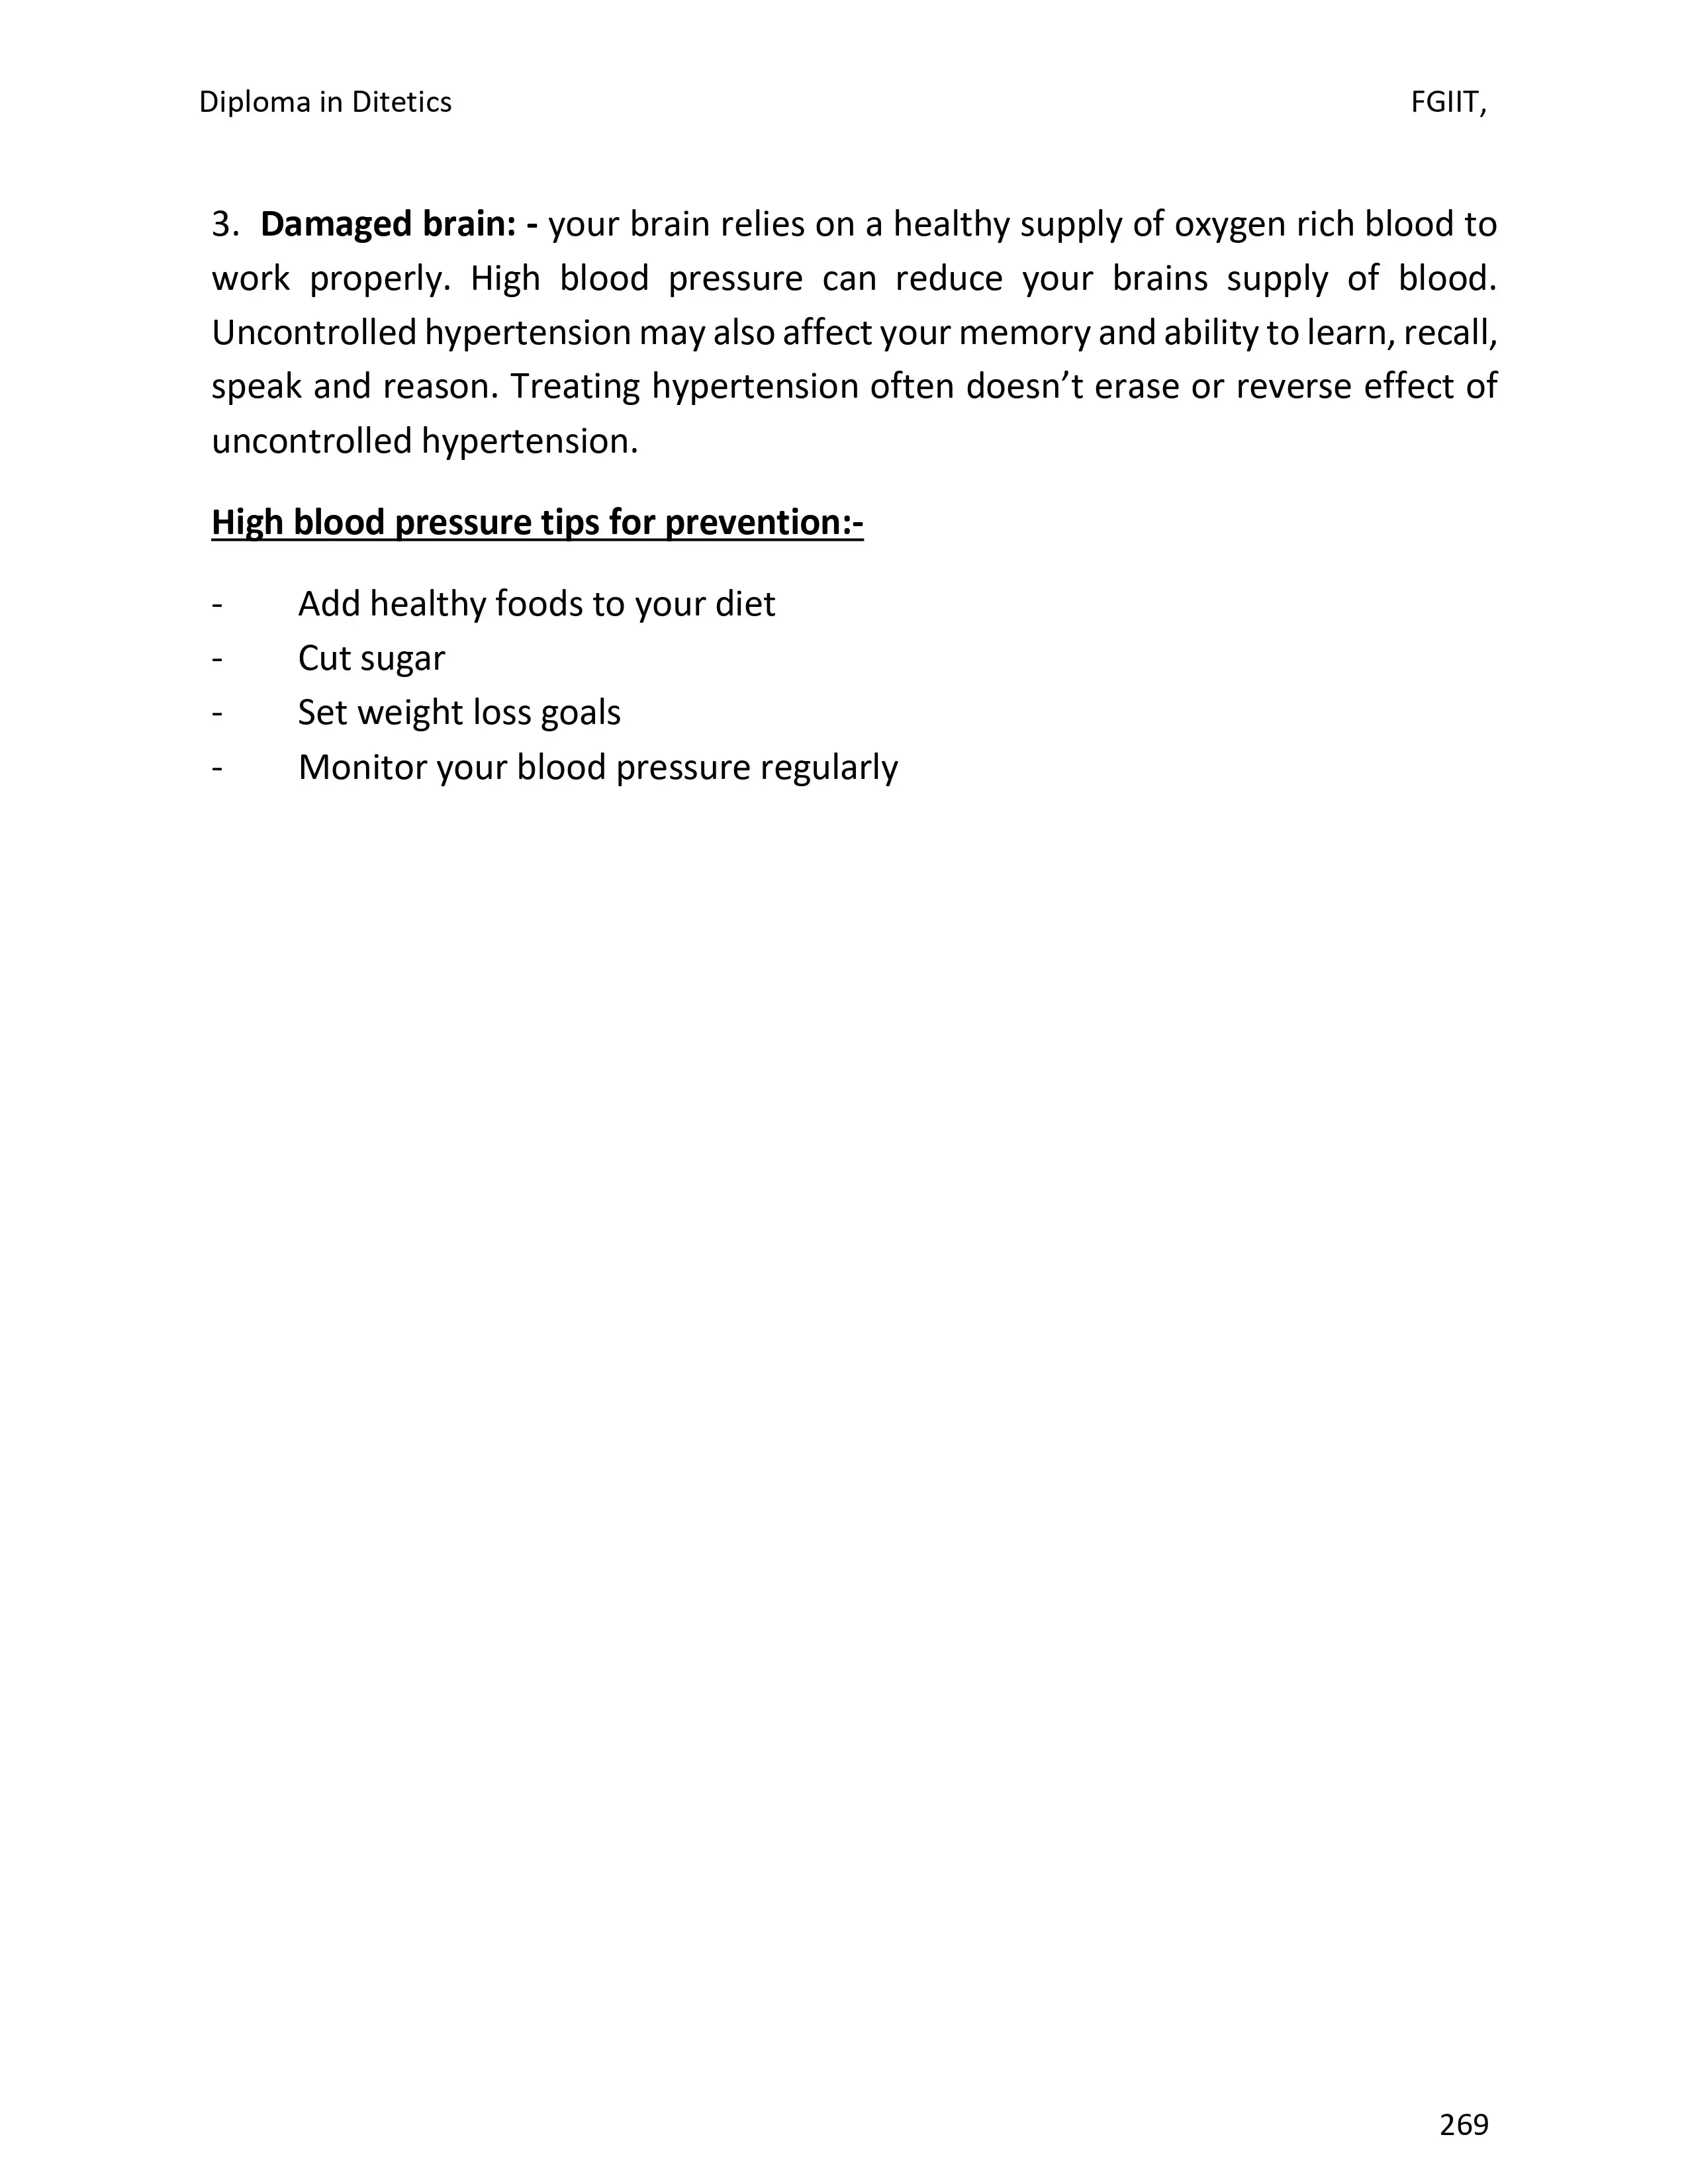 Diploma in Ditetics FGIIT,
3. Damaged brain: - your brain relies on a healthy supply of oxygen rich blood to
work properly. High blood pressure can reduce your brains supply of blood.
Uncontrolled hypertension may also affect your memory and ability to learn, recall,
speak and reason. Treating hypertension often doesn’t erase or reverse effect of
uncontrolled hypertension.
High blood pressure tips for prevention:-
- Add healthy foods to your diet
- Cut sugar
- Set weight loss goals
- Monitor your blood pressure regularly
269